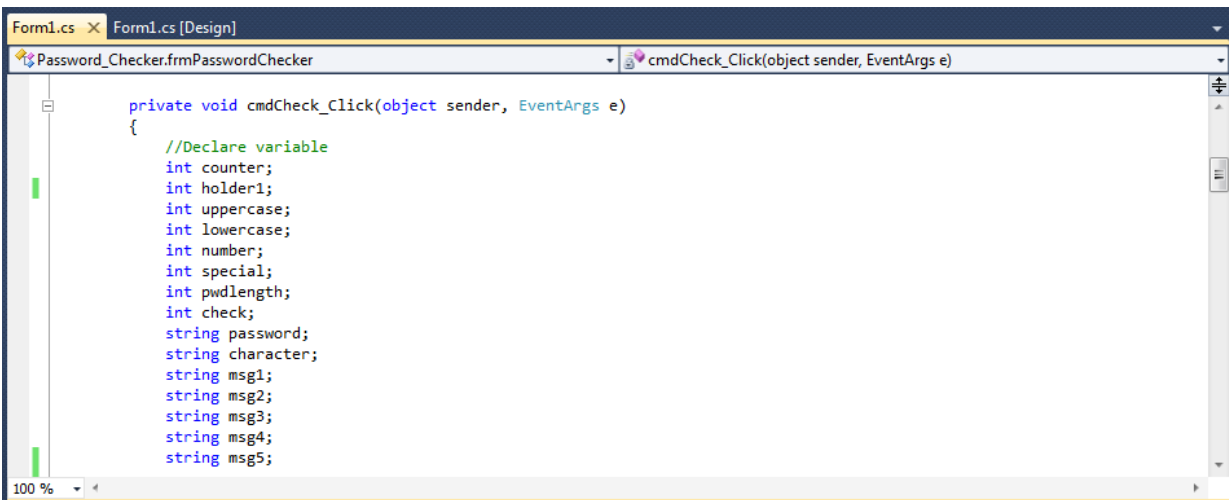 Form1.cs X Form1.cs [Design]
Password_Checker.frmPasswordChecker cmdCheck_Click(object sender, EventArgs e)
private void cmdCheck_Click(object sender, EventArgs e)
{
//Declare variable
int counter;
int holder1;
int uppercase;
int lowercase;
int number;
int special;
int pwdlength;
int check;
string password;
string character;
string msg1;
string msg2;
string msg3;
string msg4;
string msg5;
100 %